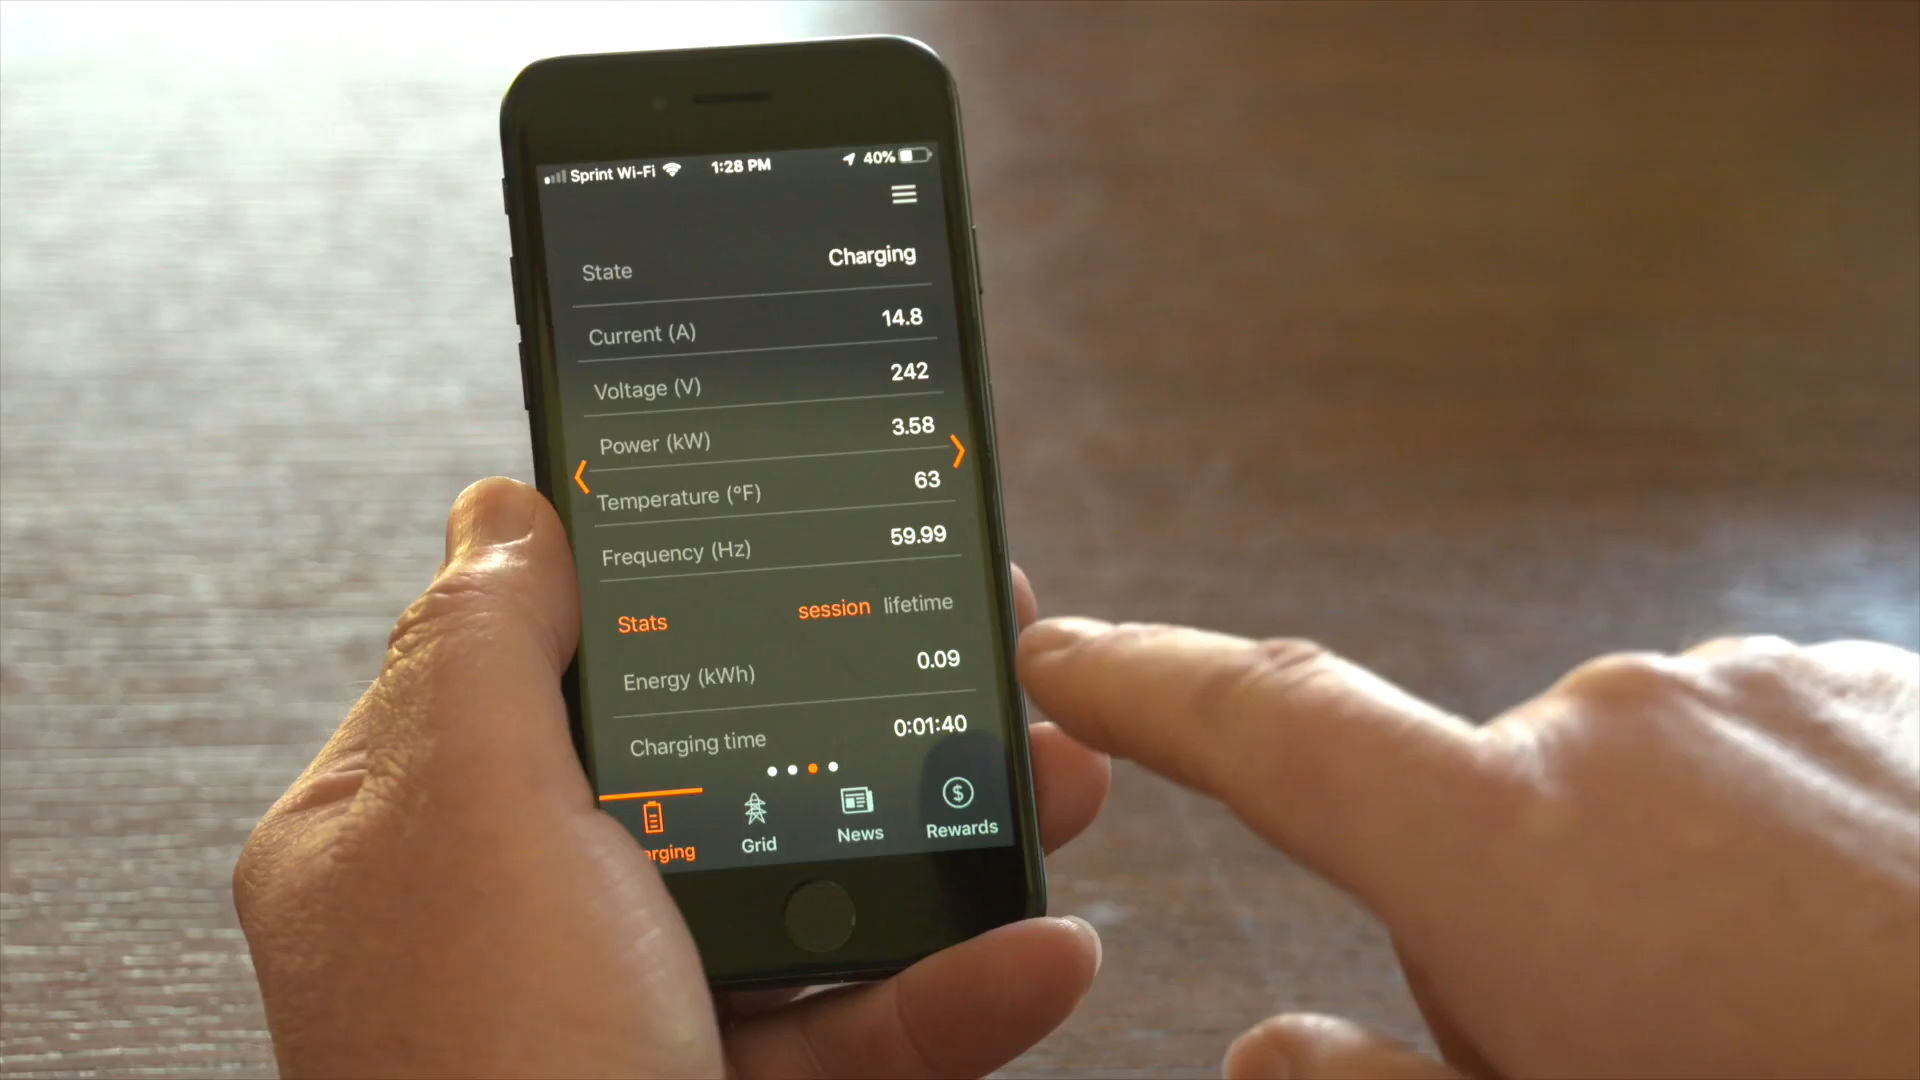 Sprint Wi-Fi 1:28 PM 40%
State Charging
Current (A) 14.8
Voltage (V) 242
Power (kW) 3.58
Temperature (°F) 63
Frequency (Hz) 59.99
Stats session lifetime
Energy (kWh) 0.09
Charging time 0:01:40
arging Grid News Rewards